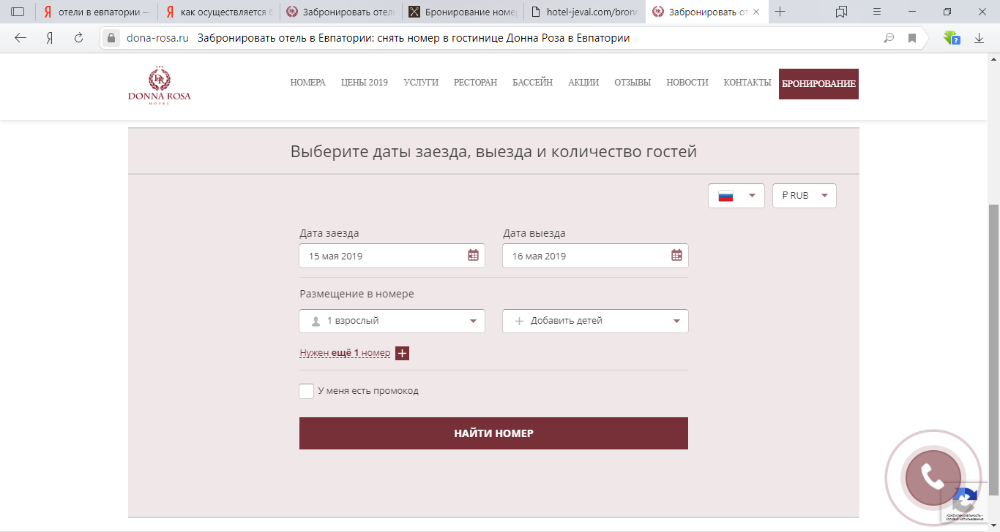 отели в евпатории —
как осуществляется б
Забронировать отель
Бронирование номер
hotel-jeval.com/bronr
Забронировать от
dona-rosa.ru Забронировать отель в Евпатории: снять номер в гостинице Донна Роза в Евпатории
DR
DONNA ROSA
HOTEL
НОМЕРА ЦЕНЫ 2019 УСЛУГИ РЕСТОРАН БАССЕЙН АКЦИИ ОТЗЫВЫ НОВОСТИ КОНТАКТЫ БРОНИРОВАНИЕ
Выберите даты заезда, выезда и количество гостей
₽ RUB
Дата заезда Дата выезда
15 мая 2019 16 мая 2019
Размещение в номере
1 взрослый Добавить детей
Нужен ещё 1 номер
У меня есть промокод
НАЙТИ НОМЕР
Конфиденциальность -
Условия использования